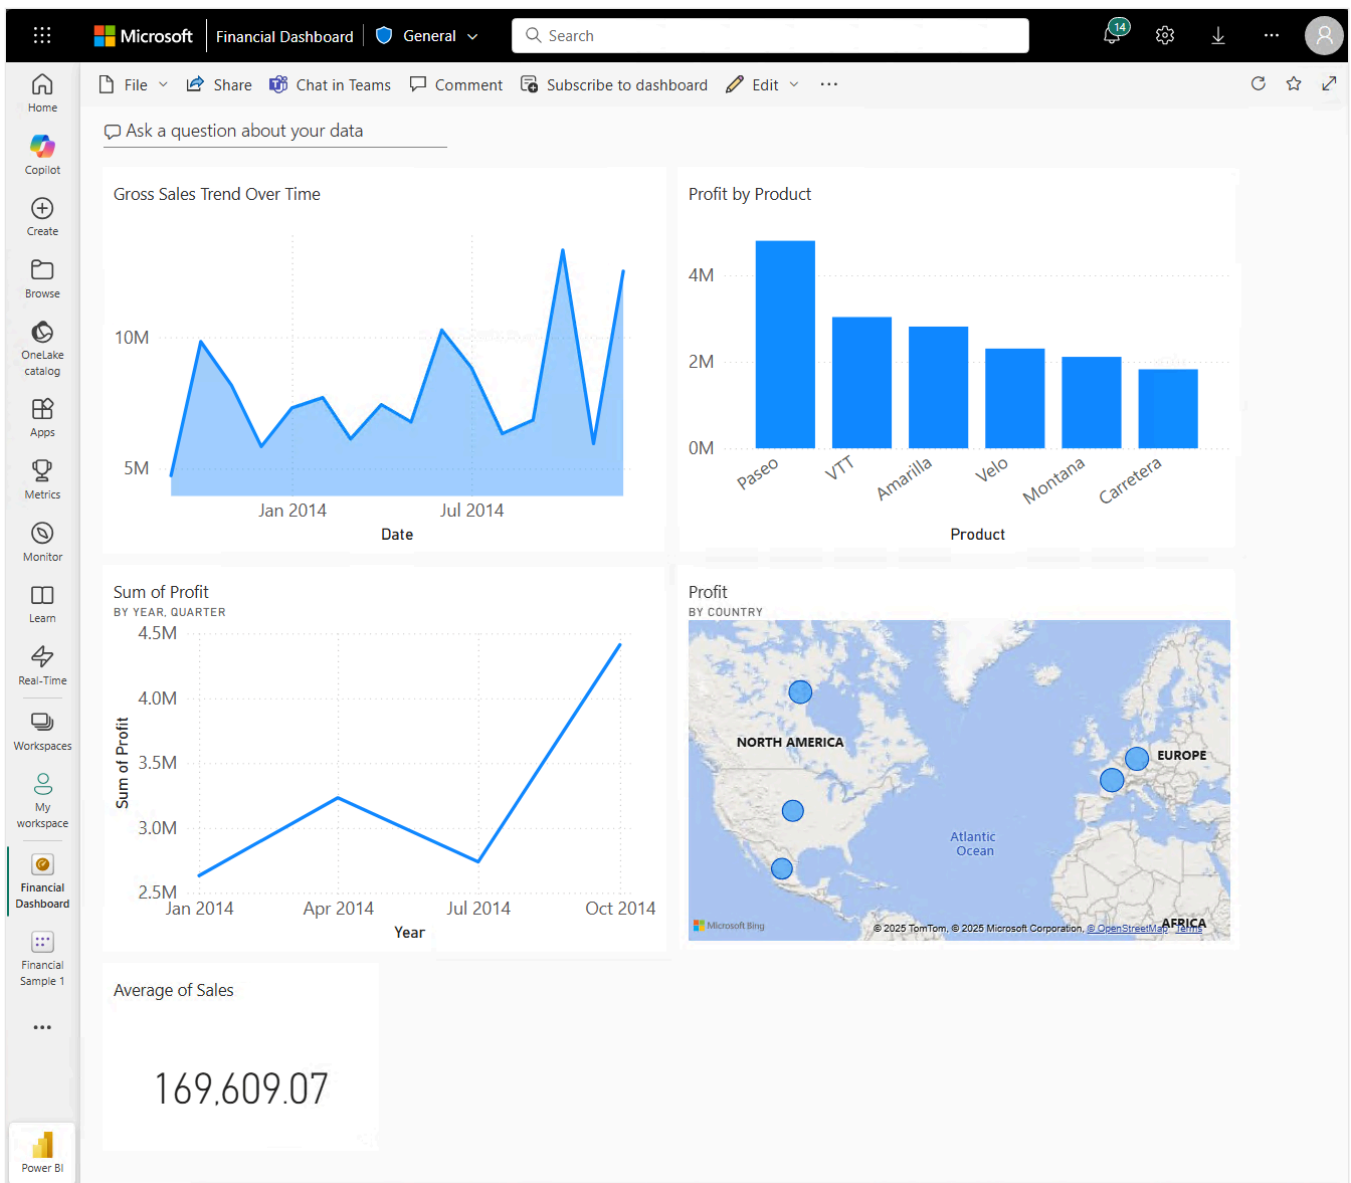 Microsoft Financial Dashboard General Search 14
File Share Chat in Teams Comment Subscribe to dashboard Edit
Home
Copilot
Create
Browse
OneLake
catalog
Apps
Metrics
Monitor
Learn
Real-Time
Workspaces
My
workspace
Financial
Dashboard
Financial
Sample 1
Power BI
Ask a question about your data
Gross Sales Trend Over Time
10M
5M
Jan 2014 Jul 2014
Date
Profit by Product
4M
2M
0M
Paseo VTT Amarilla Velo Montana Carretera
Product
Sum of Profit
BY YEAR, QUARTER
4.5M
4.0M
3.5M
3.0M
2.5M
Sum of Profit
Jan 2014 Apr 2014 Jul 2014 Oct 2014
Year
Profit
BY COUNTRY
NORTH AMERICA
EUROPE
Atlantic
Ocean
AFRICA
Microsoft Bing
© 2025 TomTom, © 2025 Microsoft Corporation, © OpenStreetMap Terms
Average of Sales
169,609.07